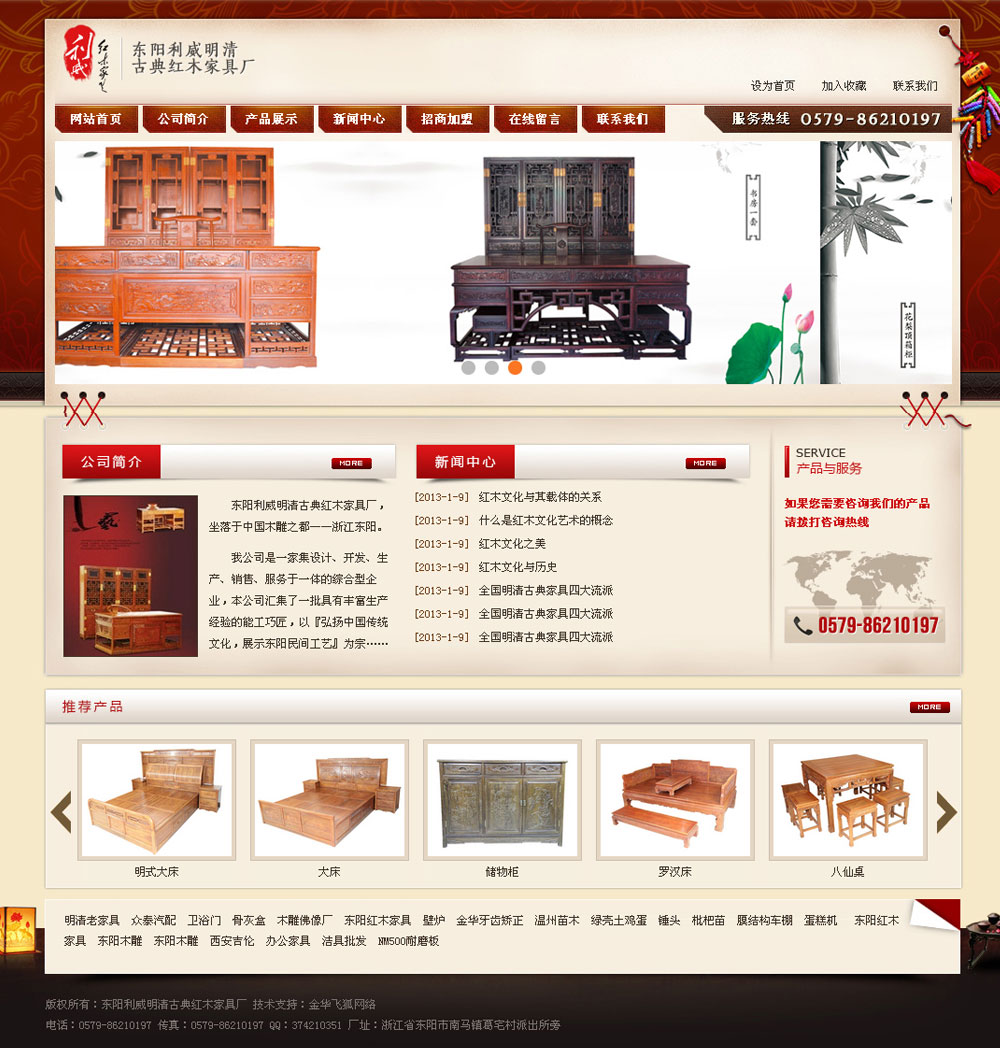 利威
红木家具
东阳利威明清
古典红木家具厂
设为首页 加入收藏 联系我们
网站首页 公司简介 产品展示 新闻中心 招商加盟 在线留言 联系我们 服务热线 0579-86210197
书房一套
花梨顶箱柜
公司简介 MORE
新闻中心 MORE
SERVICE
产品与服务
东阳利威明清古典红木家具厂，
坐落于中国木雕之都——浙江东阳。
我公司是一家集设计、开发、生
产、销售、服务于一体的综合型企
业，本公司汇集了一批具有丰富生产
经验的能工巧匠，以『弘扬中国传统
文化，展示东阳民间工艺』为宗……
[2013-1-9] 红木文化与其载体的关系
[2013-1-9] 什么是红木文化艺术的概念
[2013-1-9] 红木文化之美
[2013-1-9] 红木文化与历史
[2013-1-9] 全国明清古典家具四大流派
[2013-1-9] 全国明清古典家具四大流派
[2013-1-9] 全国明清古典家具四大流派
如果您需要咨询我们的产品
请拨打咨询热线
0579-86210197
推荐产品 MORE
明式大床 大床 储物柜 罗汉床 八仙桌
明清老家具 众泰汽配 卫浴门 骨灰盒 木雕佛像厂 东阳红木家具 壁炉 金华牙齿矫正 温州苗木 绿壳土鸡蛋 锤头 枇杷苗 膜结构车棚 蛋糕机 东阳红木
家具 东阳木雕 东阳木雕 西安吉伦 办公家具 洁具批发 NM500耐磨板
版权所有：东阳利威明清古典红木家具厂 技术支持：金华飞狐网络
电话：0579-86210197 传真：0579-86210197 QQ：374210351 厂址：浙江省东阳市南马镇葛宅村派出所旁